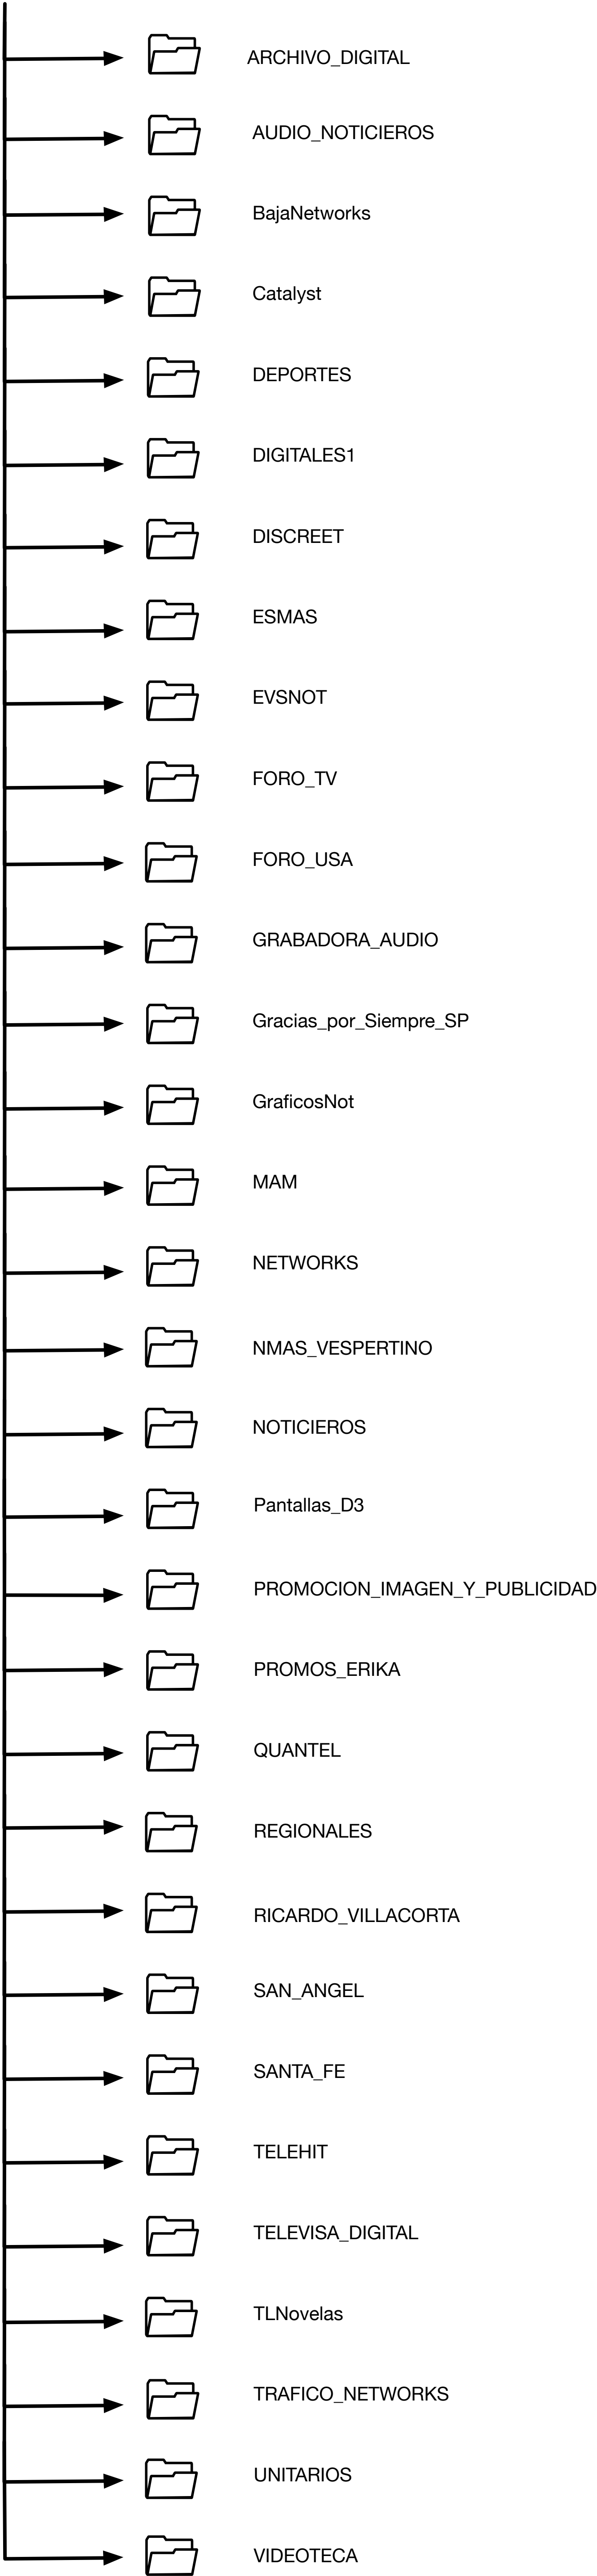 ARCHIVO_DIGITAL
AUDIO_NOTICIEROS
BajaNetworks
Catalyst
DEPORTES
DIGITALES1
DISCREET
ESMAS
EVSNOT
FORO_TV
FORO_USA
GRABADORA_AUDIO
Gracias_por_Siempre_SP
GraficosNot
MAM
NETWORKS
NMAS_VESPERTINO
NOTICIEROS
Pantallas_D3
PROMOCION_IMAGEN_Y_PUBLICIDAD
PROMOS_ERIKA
QUANTEL
REGIONALES
RICARDO_VILLACORTA
SAN_ANGEL
SANTA_FE
TELEHIT
TELEVISA_DIGITAL
TLNovelas
TRAFICO_NETWORKS
UNITARIOS
VIDEOTECA